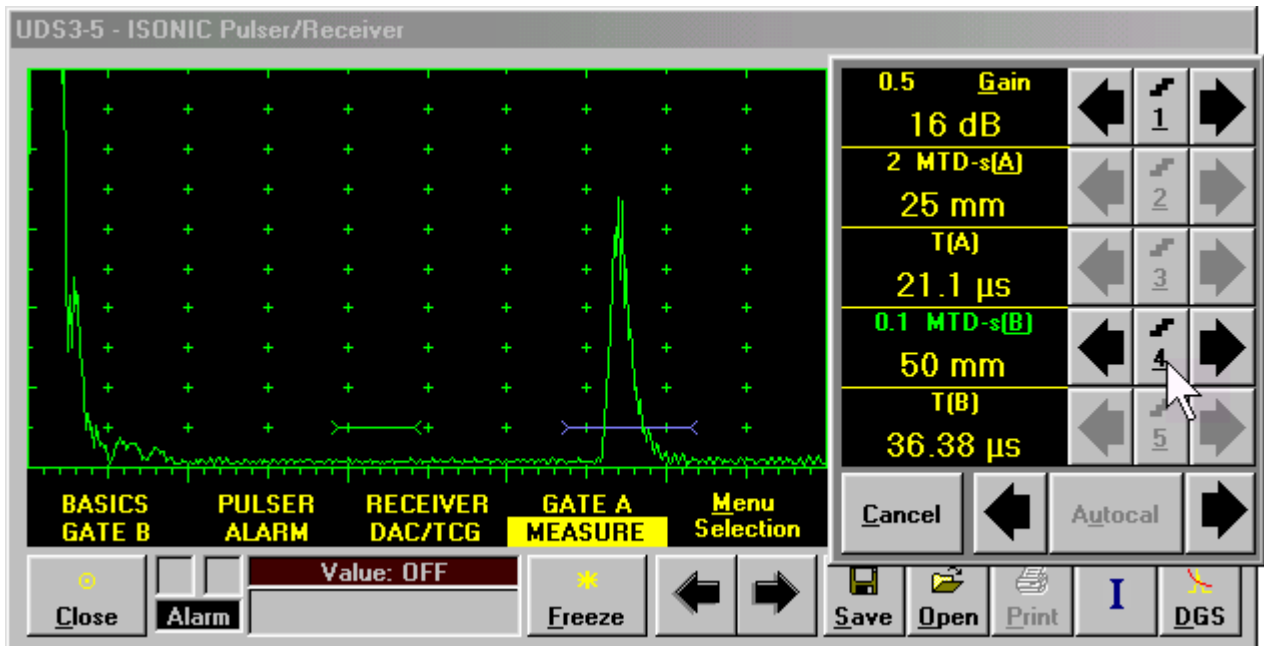 UDS3-5 - ISONIC Pulser/Receiver
0.5 Gain
16 dB
1
2 MTD-s(A)
25 mm
2
T(A)
21.1 µs
3
0.1 MTD-s(B)
50 mm
4
T(B)
36.38 µs
5
BASICS PULSER RECEIVER GATE A Menu
GATE B ALARM DAC/TCG MEASURE Selection
Cancel Autocal
Value: OFF
Close Alarm Freeze Save Open Print I DGS